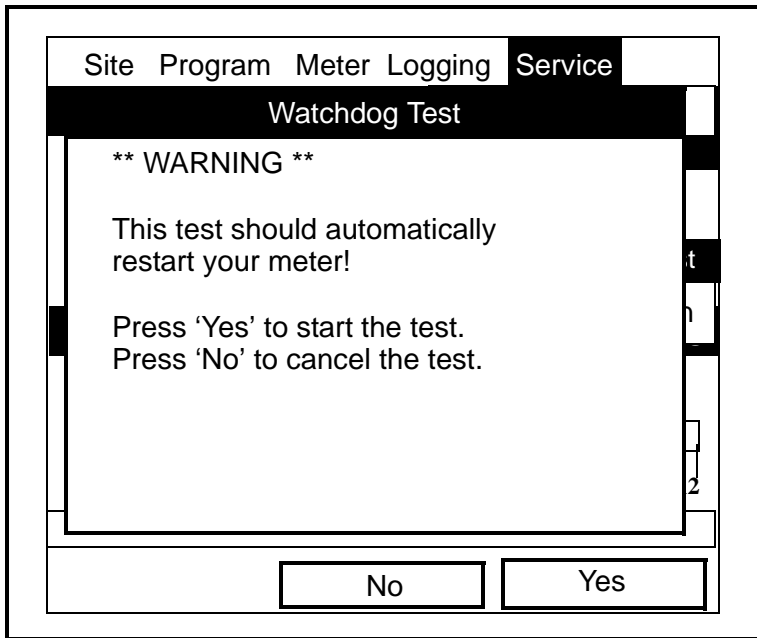 Site Program Meter Logging Service
Watchdog Test
** WARNING **
This test should automatically
restart your meter!
Press ‘Yes’ to start the test.
Press ‘No’ to cancel the test.
2
No Yes